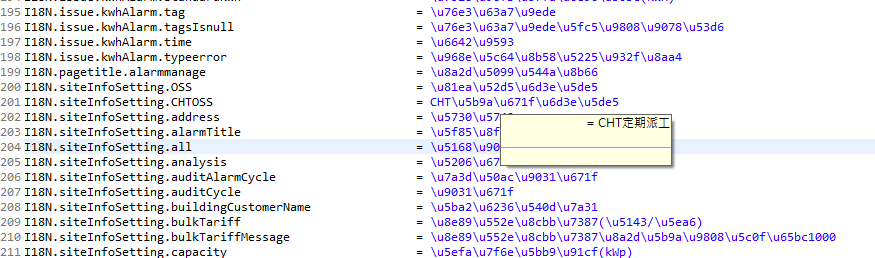 195 I18N.issue.kwhAlarm.tag = \u76e3\u63a7\u9ede
196 I18N.issue.kwhAlarm.tagsIsnull = \u76e3\u63a7\u9ede\u5fc5\u9808\u9078\u53d6
197 I18N.issue.kwhAlarm.time = \u6642\u9593
198 I18N.issue.kwhAlarm.typeerror = \u968e\u5c64\u8b58\u5225\u932f\u8aa4
199 I18N.pagetitle.alarmmanage = \u8a2d\u5099\u544a\u8b66
200 I18N.siteInfoSetting.OSS = \u81ea\u52d5\u6d3e\u5de5
201 I18N.siteInfoSetting.CHTOSS = CHT\u5b9a\u671f\u6d3e\u5de5
202 I18N.siteInfoSetting.address = \u5730\u57
= CHT定期派工
203 I18N.siteInfoSetting.alarmTitle = \u5f85\u8f
204 I18N.siteInfoSetting.all = \u5168\u90
205 I18N.siteInfoSetting.analysis = \u5206\u67
206 I18N.siteInfoSetting.auditAlarmCycle = \u7a3d\u50ac\u9031\u671f
207 I18N.siteInfoSetting.auditCycle = \u9031\u671f
208 I18N.siteInfoSetting.buildingCustomerName = \u5ba2\u6236\u540d\u7a31
209 I18N.siteInfoSetting.bulkTariff = \u8e89\u552e\u8cbb\u7387(\u5143/\u5ea6)
210 I18N.siteInfoSetting.bulkTariffMessage = \u8e89\u552e\u8cbb\u7387\u8a2d\u5b9a\u9808\u5c0f\u65bc1000
211 I18N.siteInfoSetting.capacity = \u5efa\u7f6e\u5bb9\u91cf(kWp)